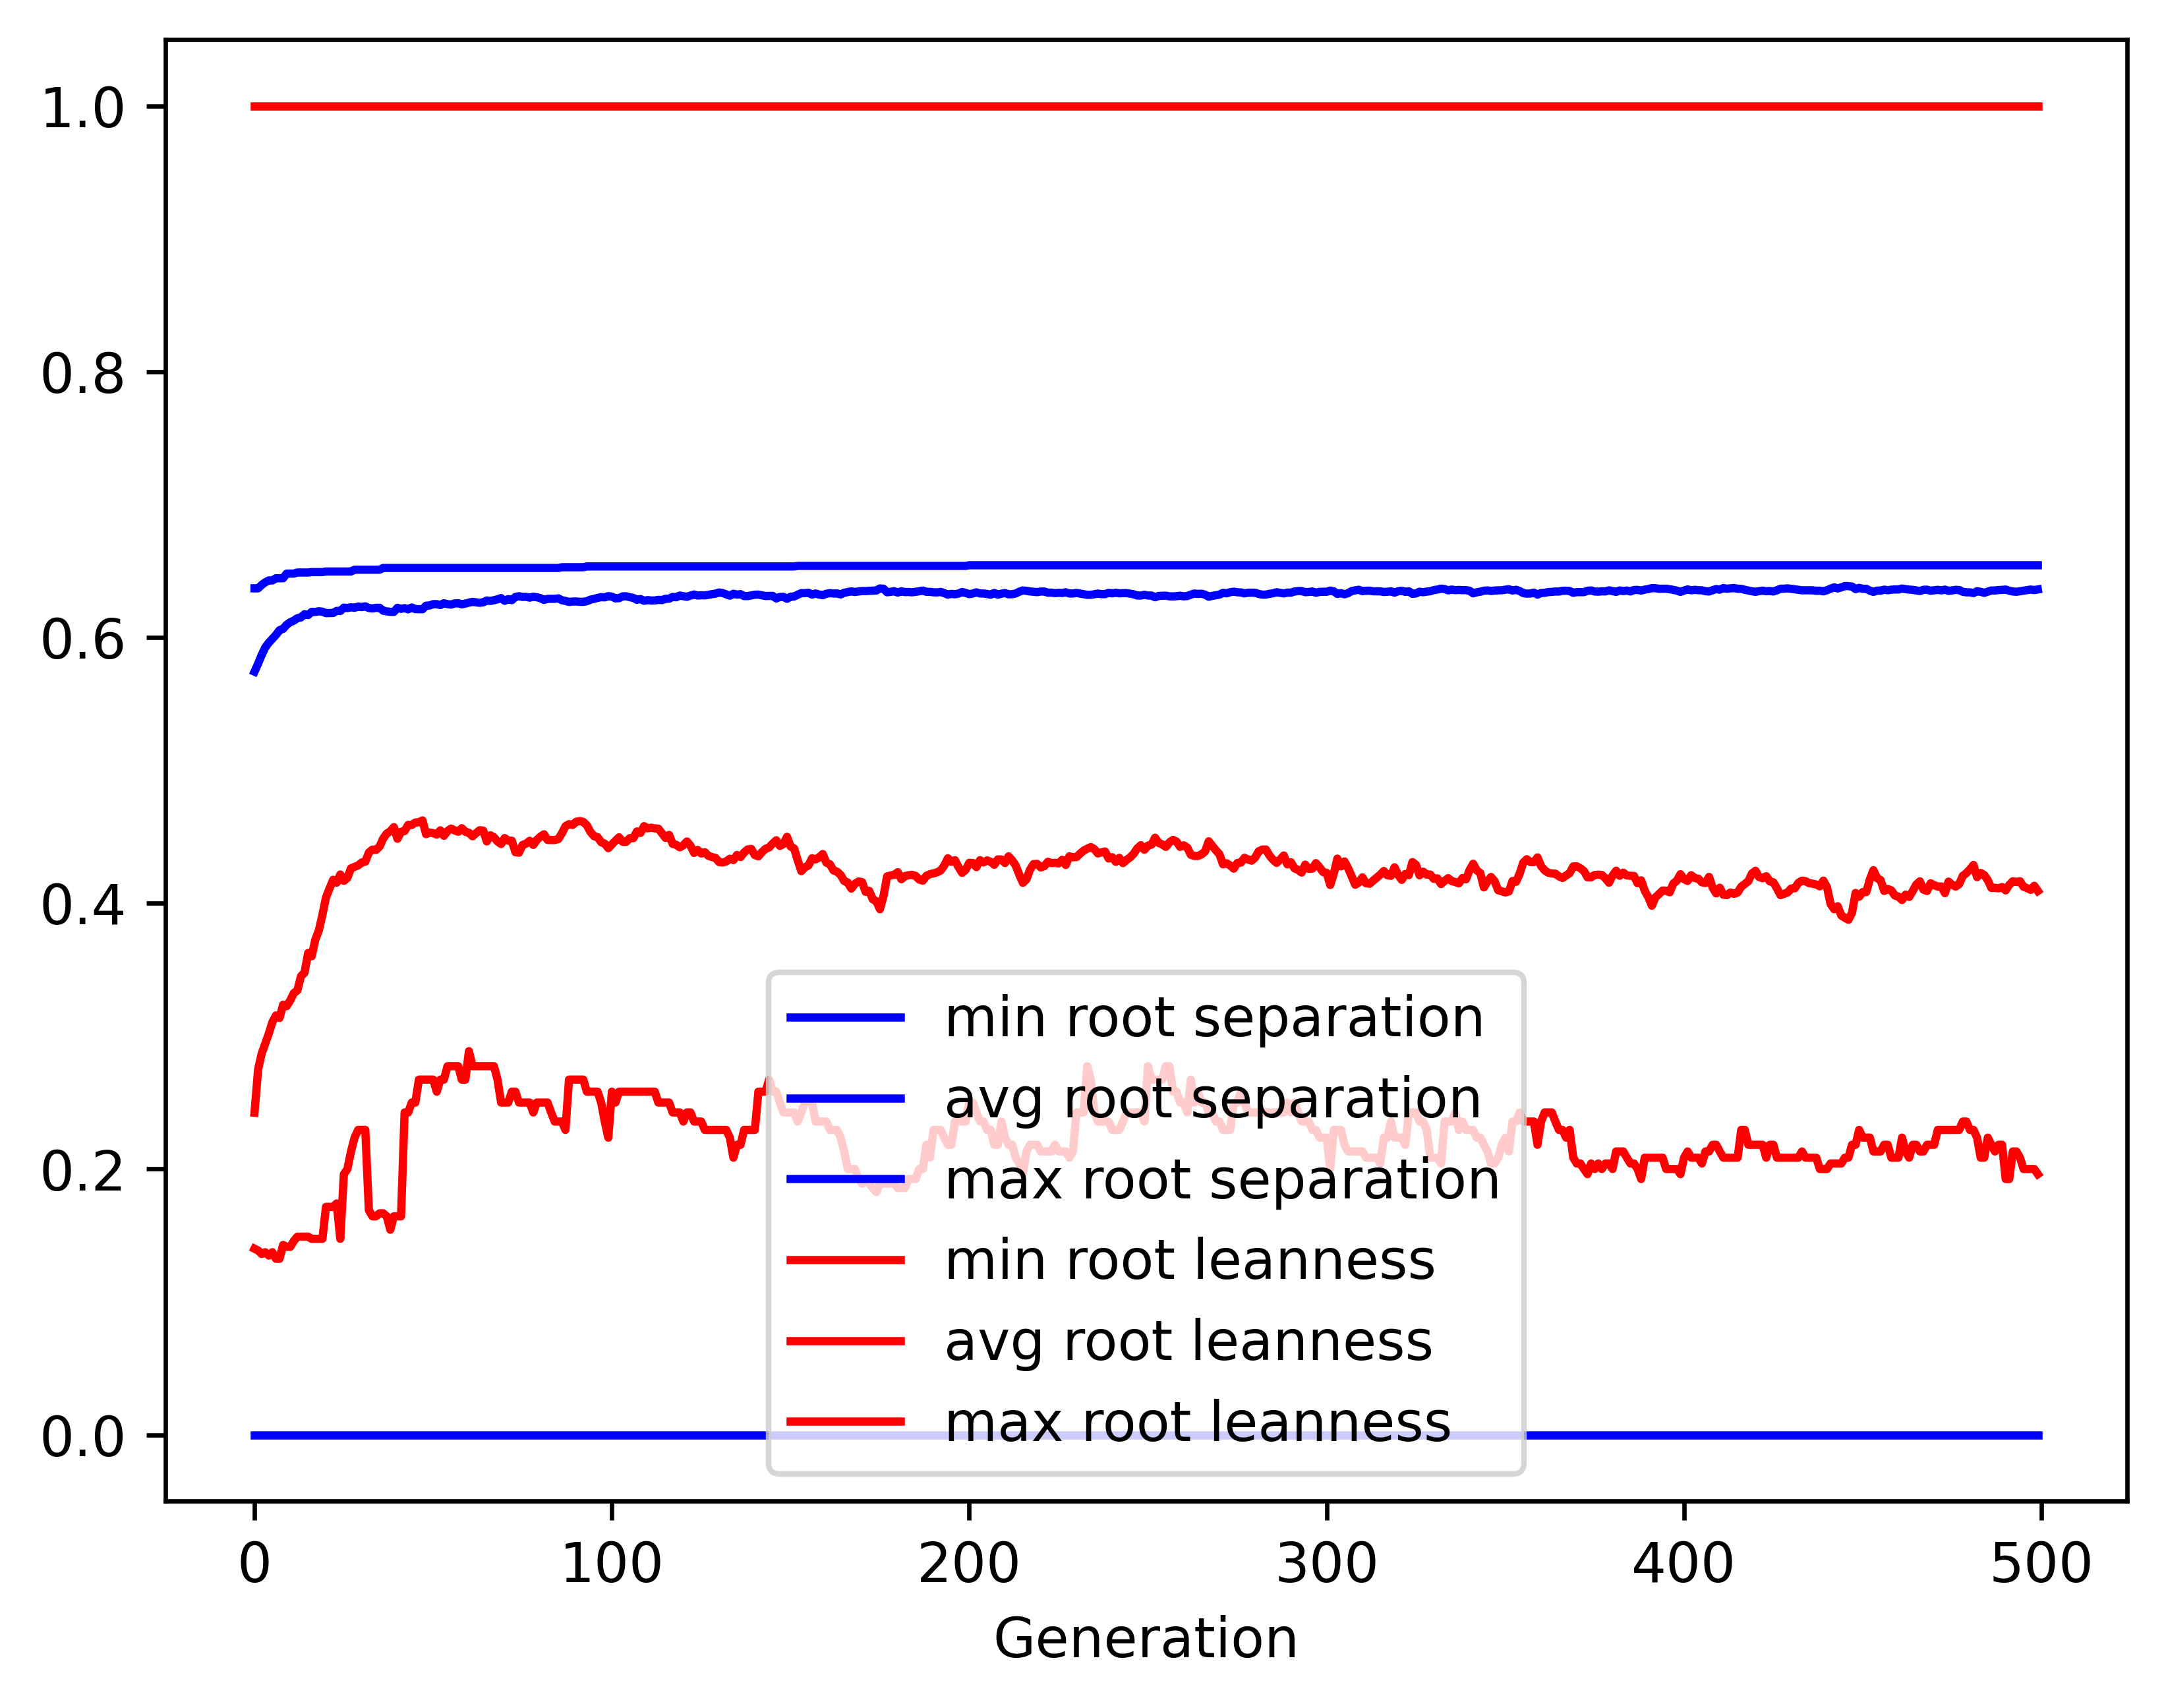 1.0
0.8
0.6
0.4
0.2
0.0
min root separation
avg root separation
max root separation
min root leanness
avg root leanness
max root leanness
0 100 200 300 400 500
Generation